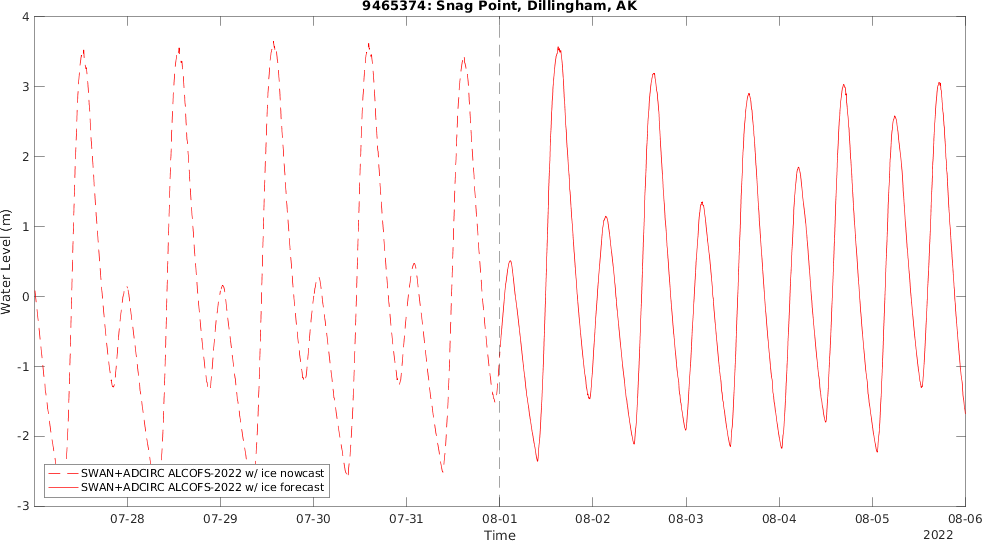 9465374: Snag Point, Dillingham, AK
4
3
2
1
0
-1
-2
-3
Water Level (m)
SWAN+ADCIRC ALCOFS-2022 w/ ice nowcast
SWAN+ADCIRC ALCOFS-2022 w/ ice forecast
07-28 07-29 07-30 07-31 08-01 08-02 08-03 08-04 08-05 08-06
Time
2022